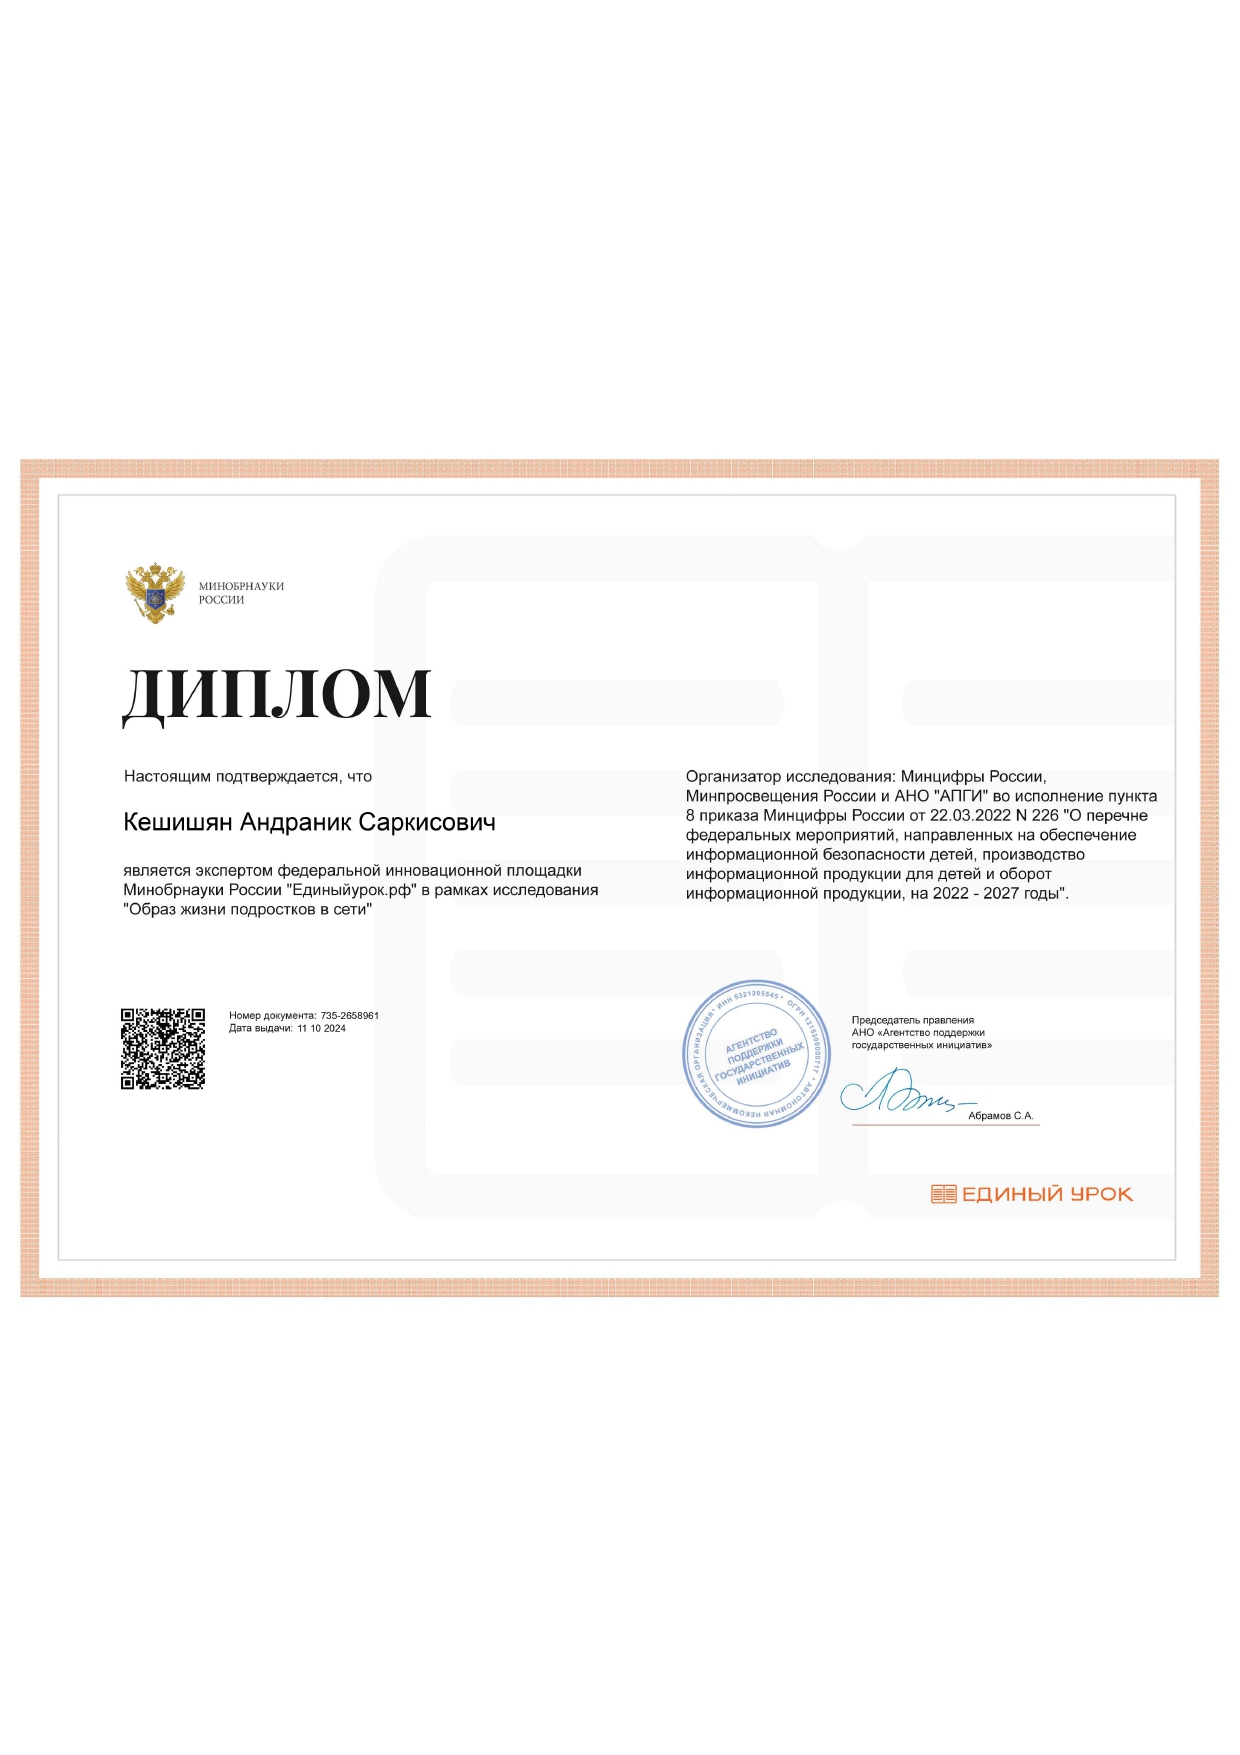 МИНОБРНАУКИ
РОССИИ
ДИПЛОМ
Настоящим подтверждается, что
Кешишян Андраник Саркисович
является экспертом федеральной инновационной площадки
Минобрнауки России "Единыйурок.рф" в рамках исследования
"Образ жизни подростков в сети"
Организатор исследования: Минцифры России,
Минпросвещения России и АНО "АПГИ" во исполнение пункта
8 приказа Минцифры России от 22.03.2022 N 226 "О перечне
федеральных мероприятий, направленных на обеспечение
информационной безопасности детей, производство
информационной продукции для детей и оборот
информационной продукции, на 2022 - 2027 годы".
Номер документа: 735-2658961
Дата выдачи: 11 10 2024
АВТОНОМНАЯ НЕКОММЕРЧЕСКАЯ ОРГАНИЗАЦИЯ * ИНН 5321205545 * ОГРН 1215300000717 *
АГЕНТСТВО
ПОДДЕРЖКИ
ГОСУДАРСТВЕННЫХ
ИНИЦИАТИВ
Председатель правления
АНО «Агентство поддержки
государственных инициатив»
Абрамов С.А.
ЕДИНЫЙ УРОК